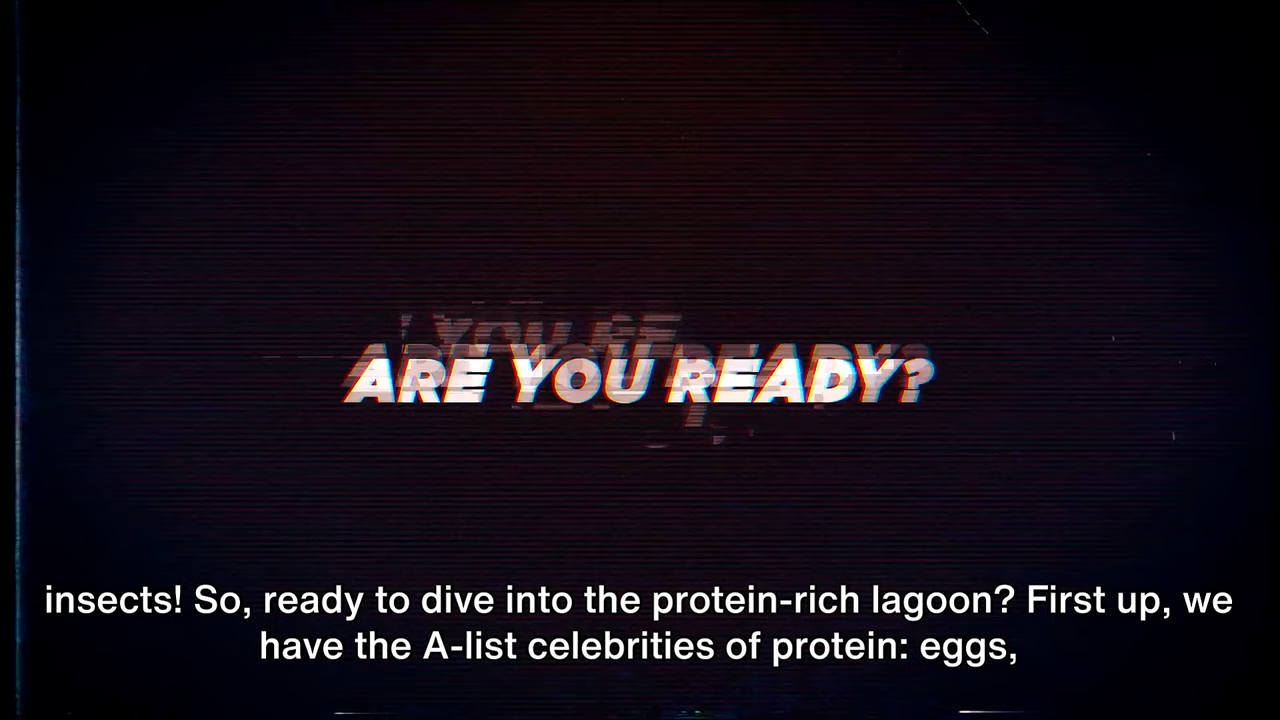 ARE YOU READY?
insects! So, ready to dive into the protein-rich lagoon? First up, we
have the A-list celebrities of protein: eggs,